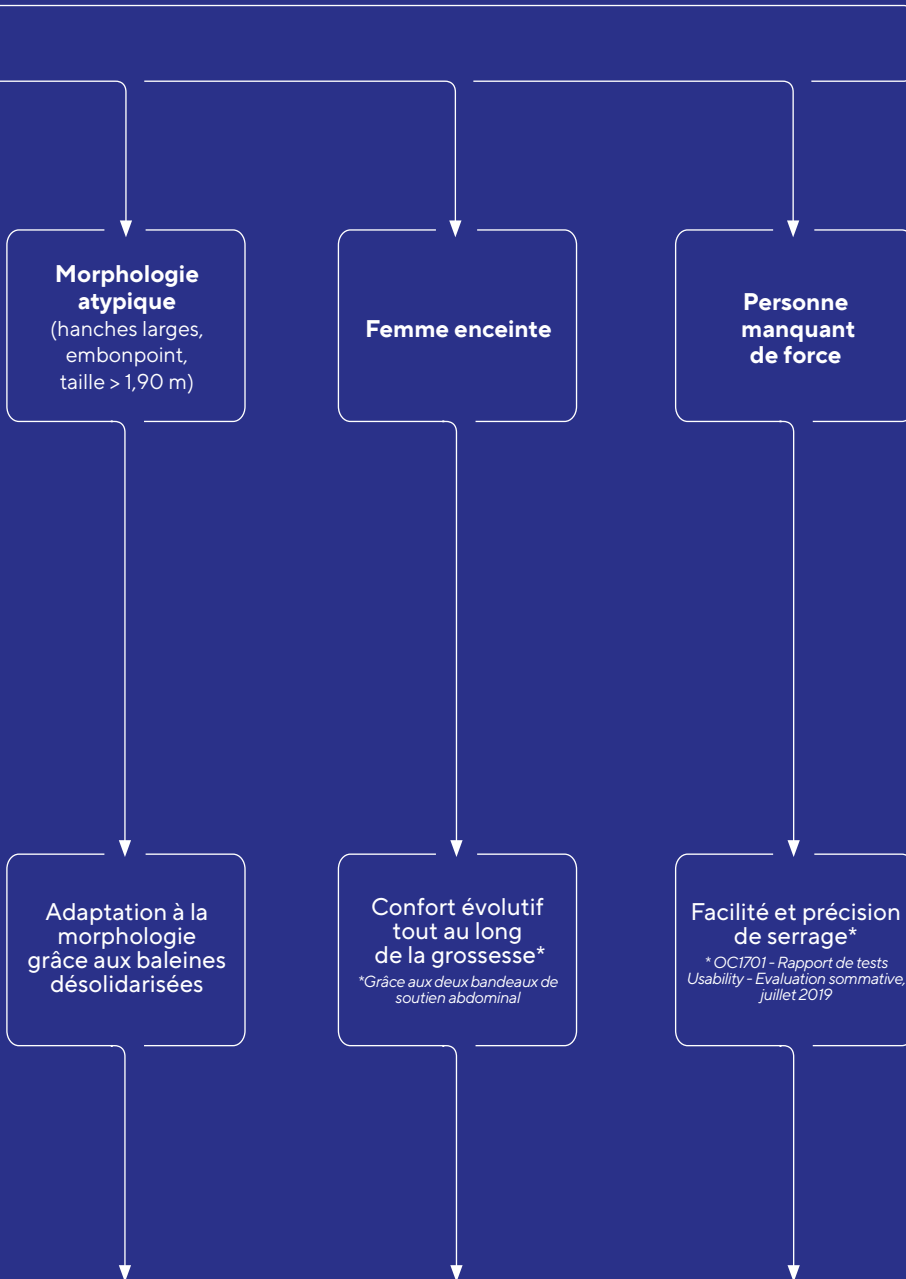 Morphologie
atypique
(hanches larges,
embonpoint,
taille > 1,90 m)
Femme enceinte
Personne
manquant
de force
Adaptation à la
morphologie
grâce aux baleines
désolidarisées
Confort évolutif
tout au long
de la grossesse*
*Grâce aux deux bandeaux de
soutien abdominal
Facilité et précision
de serrage*
* OC1701 - Rapport de tests
Usability - Evaluation sommative,
juillet 2019